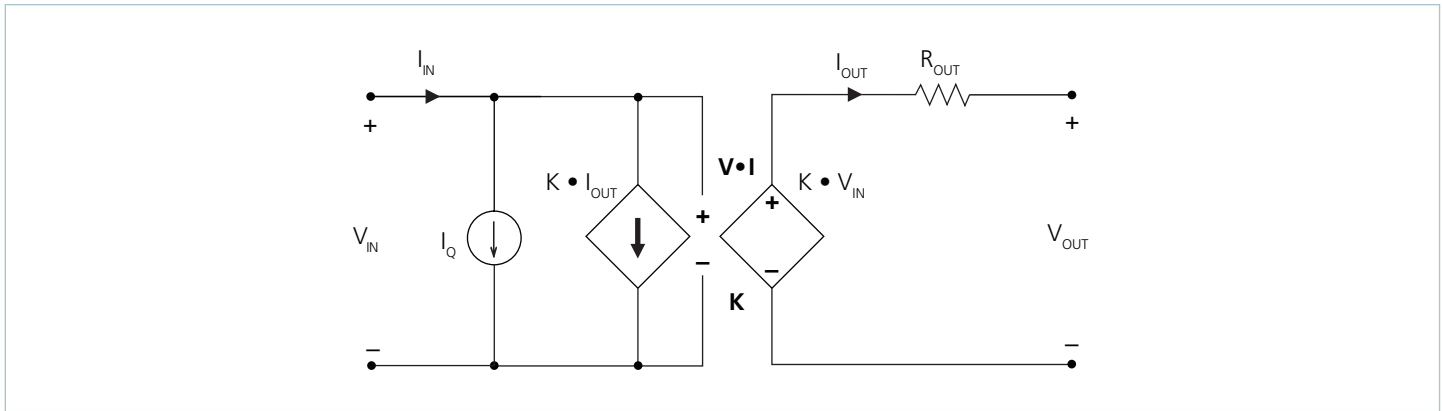 I_IN
I_OUT
R_OUT
+
+
V•I
K • I_OUT
K • V_IN
+
+
V_IN
I_Q
V_OUT
–
–
K
–
–